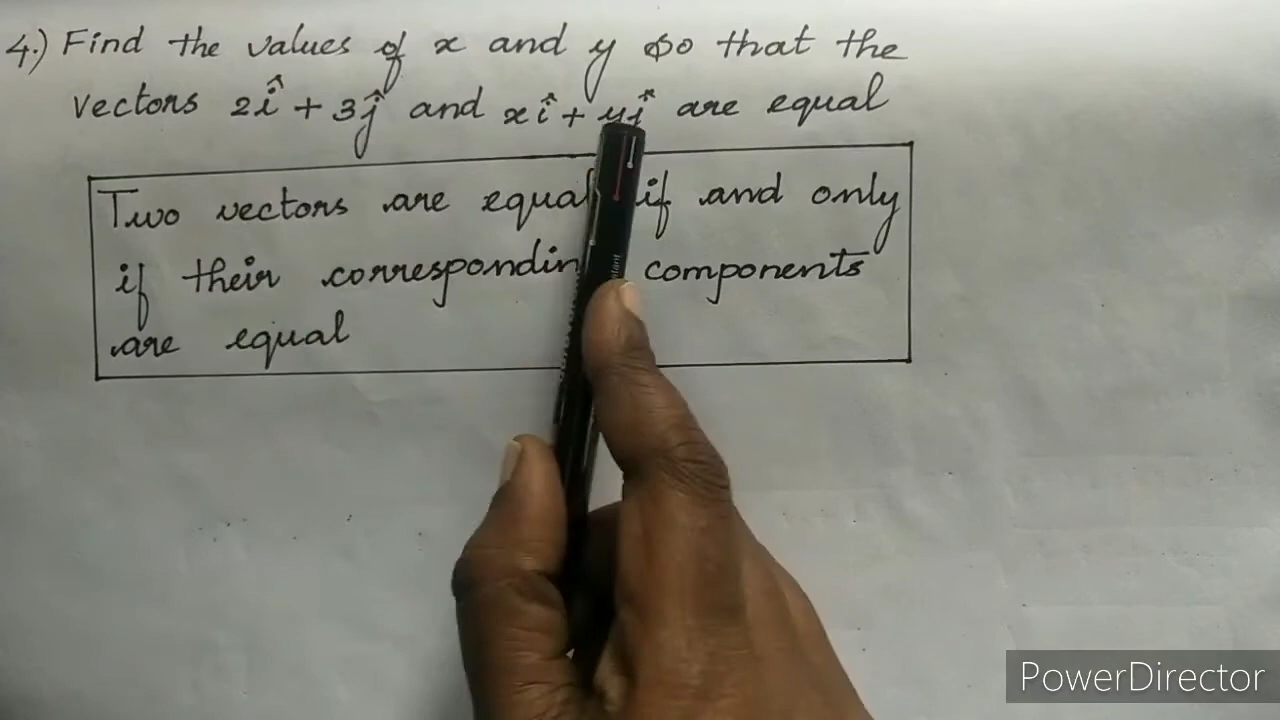 4.) Find the values of x and y so that the
vectors 2î + 3ĵ and xî + yĵ are equal
Two vectors are equal if and only
if their corresponding components
are equal
PowerDirector